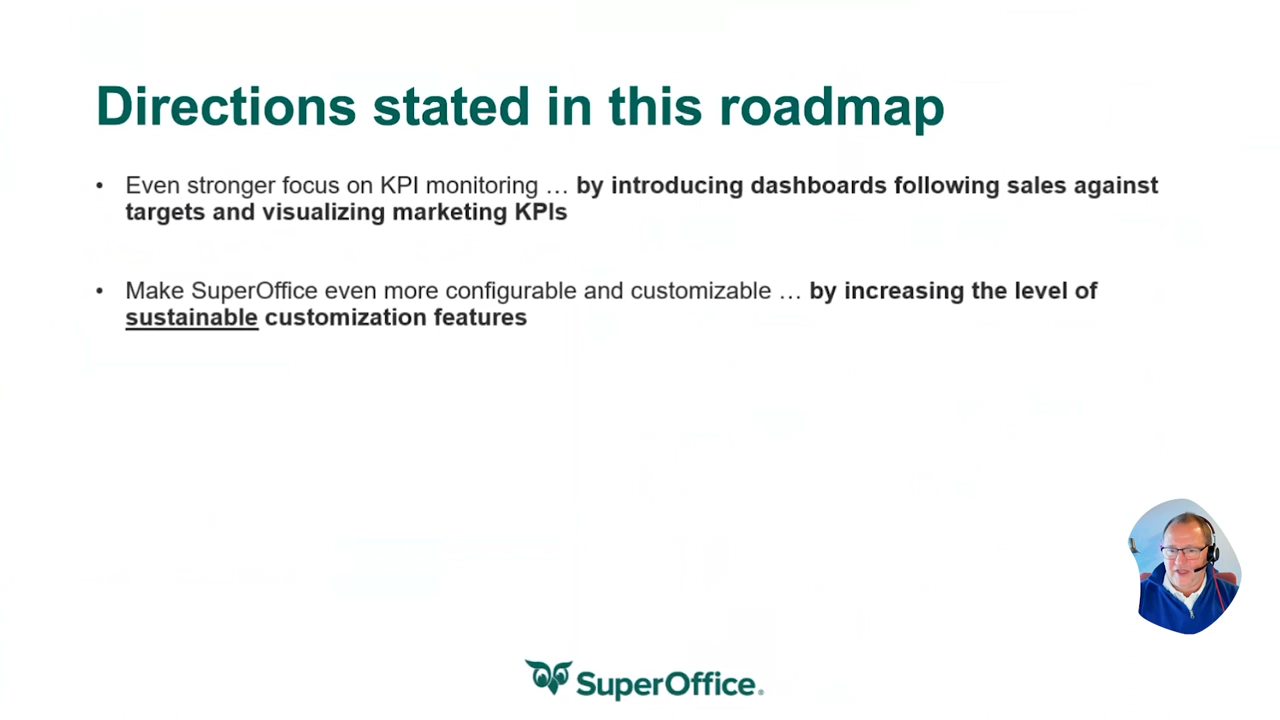 Directions stated in this roadmap
• Even stronger focus on KPI monitoring … by introducing dashboards following sales against
targets and visualizing marketing KPIs
• Make SuperOffice even more configurable and customizable … by increasing the level of
sustainable customization features
SuperOffice.